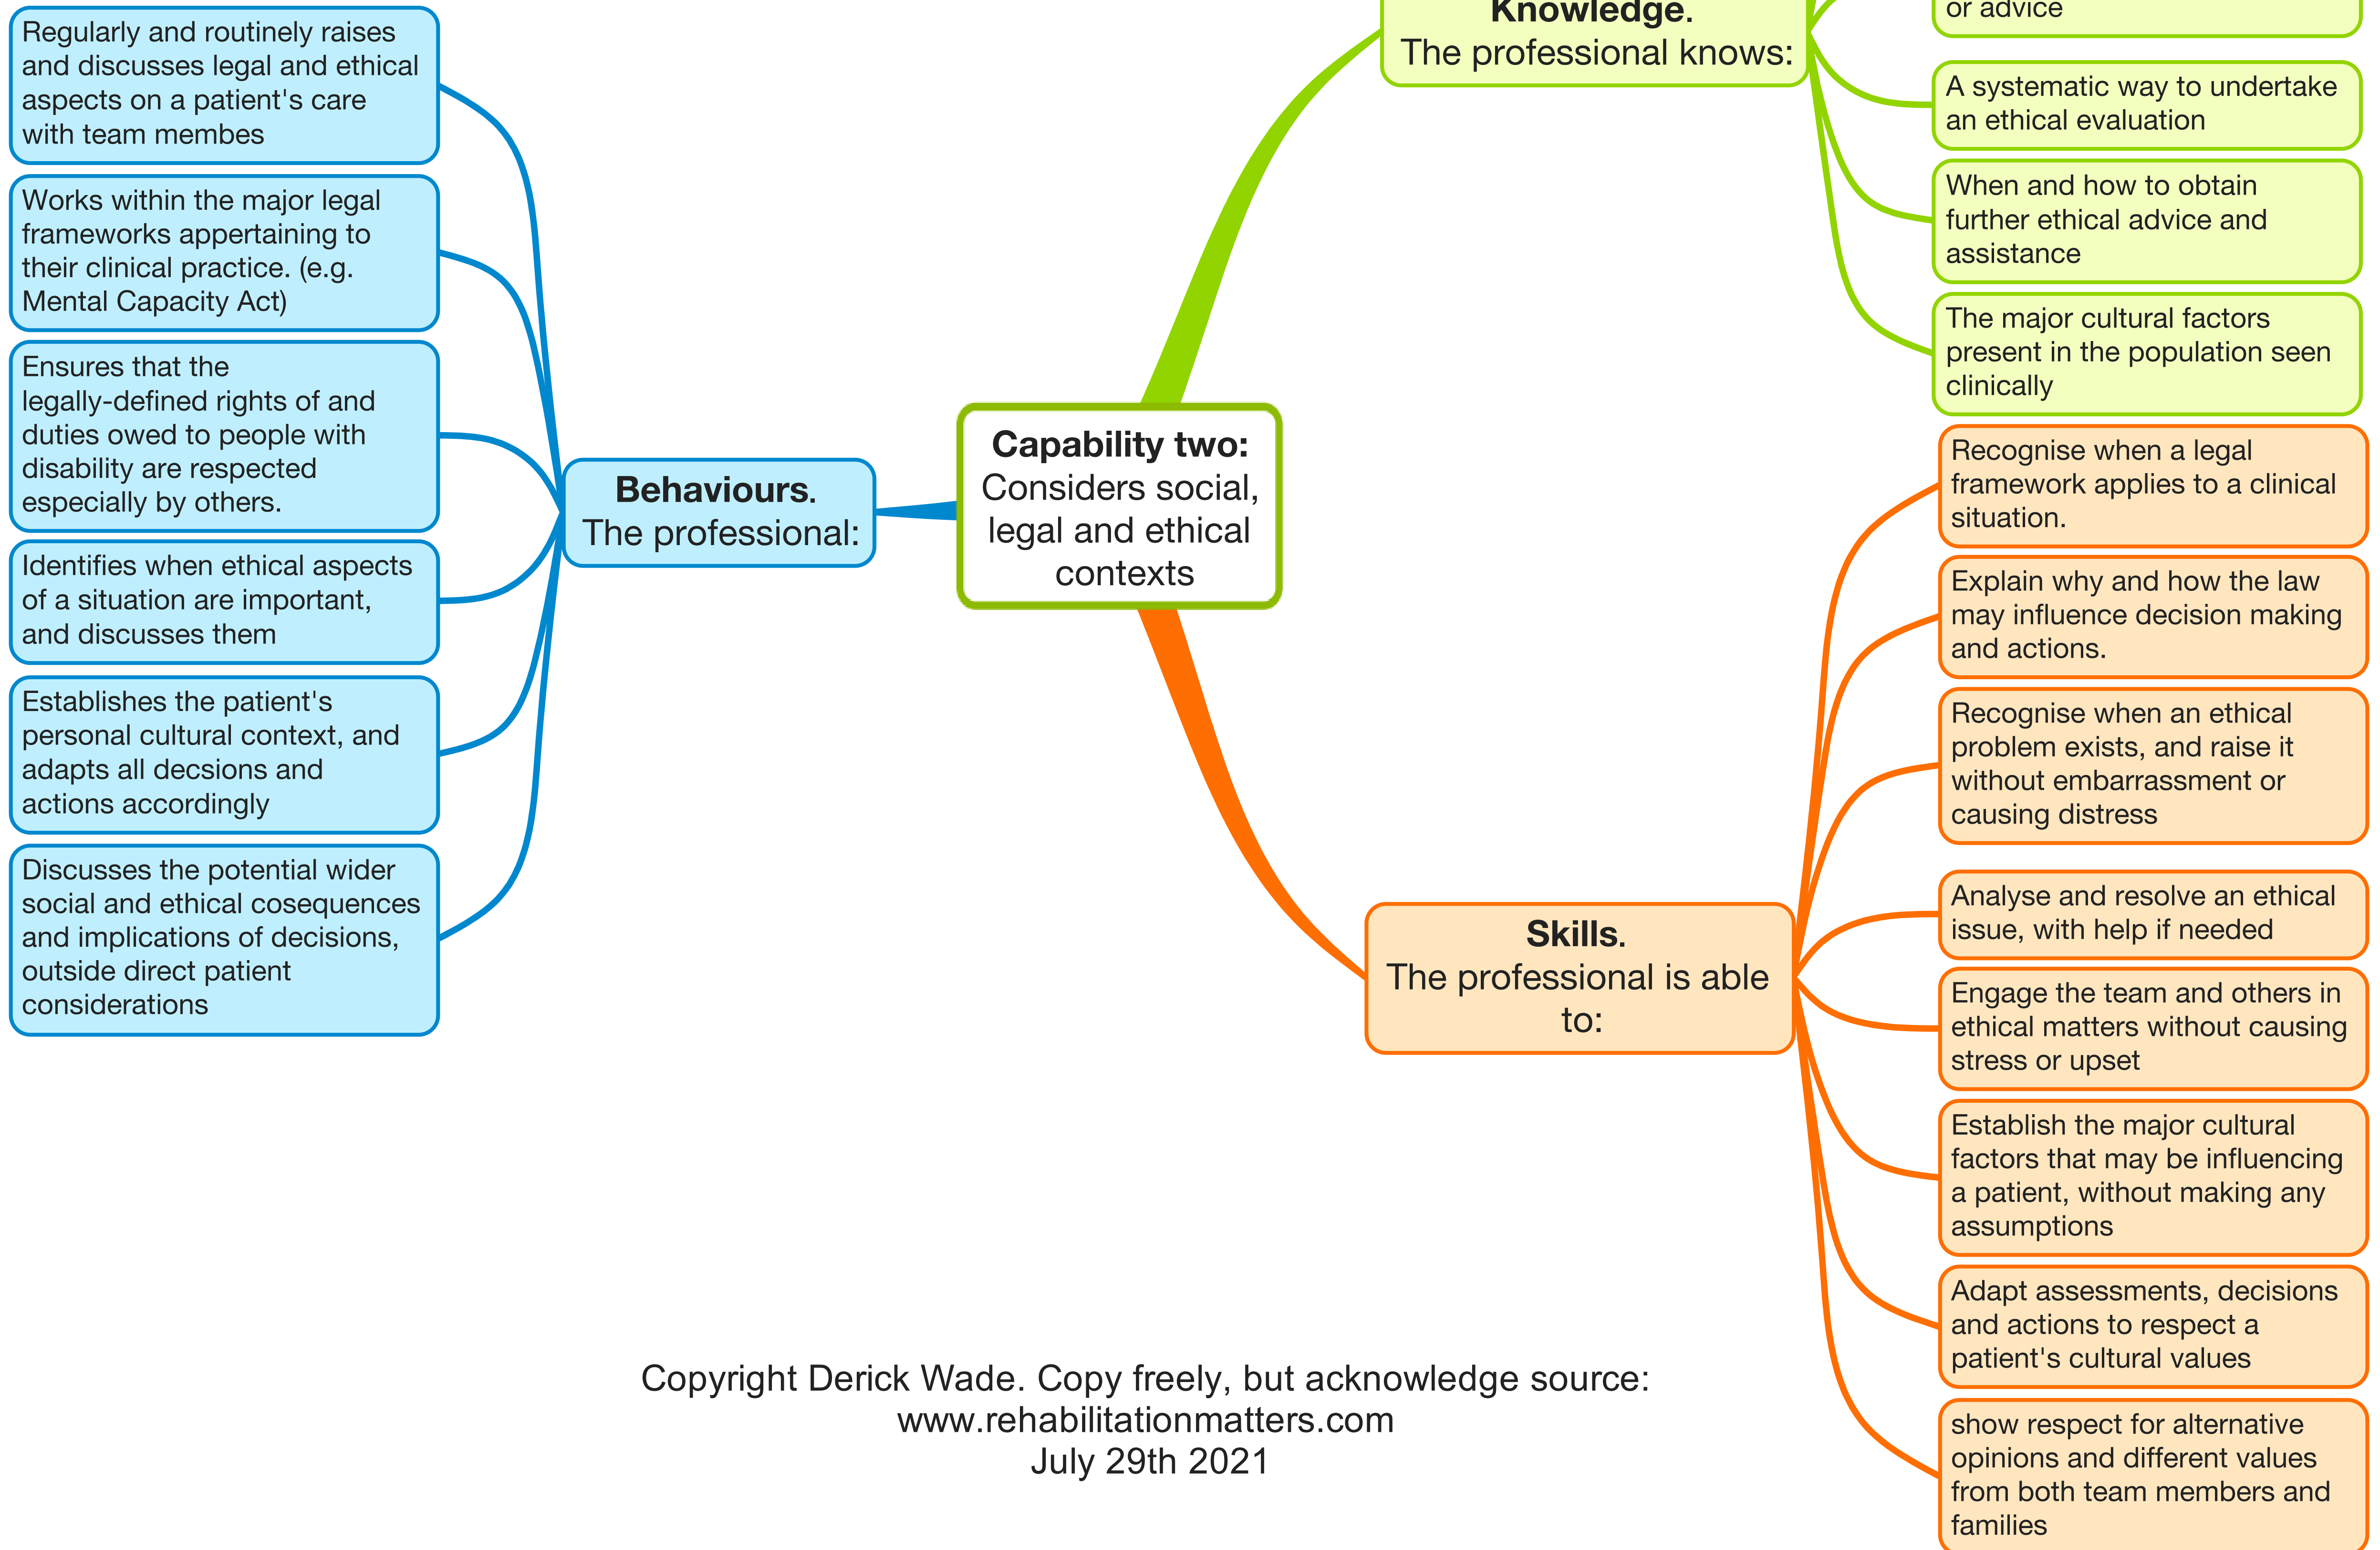 Regularly and routinely raises
and discusses legal and ethical
aspects on a patient's care
with team membes
Works within the major legal
frameworks appertaining to
their clinical practice. (e.g.
Mental Capacity Act)
Ensures that the
legally-defined rights of and
duties owed to people with
disability are respected
especially by others.
Identifies when ethical aspects
of a situation are important,
and discusses them
Establishes the patient's
personal cultural context, and
adapts all decsions and
actions accordingly
Discusses the potential wider
social and ethical cosequences
and implications of decisions,
outside direct patient
considerations
Behaviours.
The professional:
Capability two:
Considers social,
legal and ethical
contexts
Knowledge.
The professional knows:
or advice
A systematic way to undertake
an ethical evaluation
When and how to obtain
further ethical advice and
assistance
The major cultural factors
present in the population seen
clinically
Skills.
The professional is able
to:
Recognise when a legal
framework applies to a clinical
situation.
Explain why and how the law
may influence decision making
and actions.
Recognise when an ethical
problem exists, and raise it
without embarrassment or
causing distress
Analyse and resolve an ethical
issue, with help if needed
Engage the team and others in
ethical matters without causing
stress or upset
Establish the major cultural
factors that may be influencing
a patient, without making any
assumptions
Adapt assessments, decisions
and actions to respect a
patient's cultural values
show respect for alternative
opinions and different values
from both team members and
families
Copyright Derick Wade. Copy freely, but acknowledge source:
www.rehabilitationmatters.com
July 29th 2021